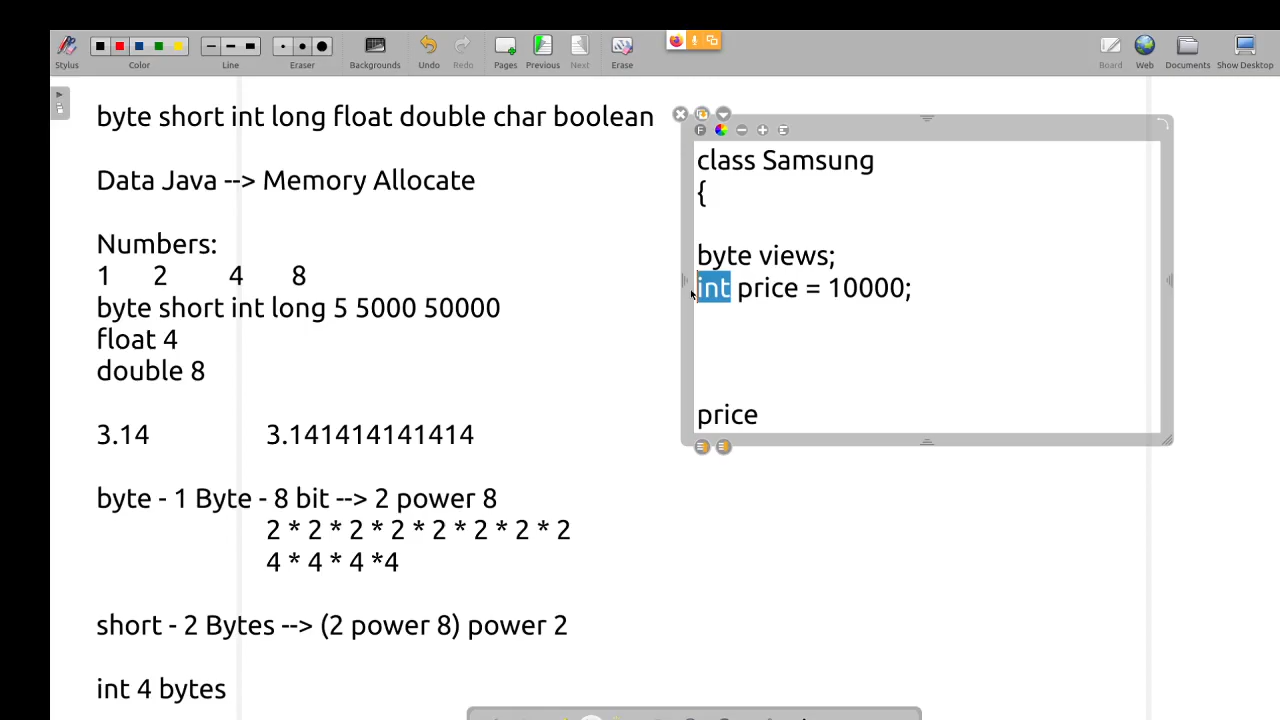 Stylus Color Line Eraser Backgrounds Undo Redo Pages Previous Next Erase Board Web Documents Show Desktop
byte short int long float double char boolean
Data Java --> Memory Allocate
Numbers:
1 2 4 8
byte short int long 5 5000 50000
float 4
double 8
3.14 3.141414141414
byte - 1 Byte - 8 bit --> 2 power 8
2 * 2 * 2 * 2 * 2 * 2 * 2 * 2
4 * 4 * 4 *4
short - 2 Bytes --> (2 power 8) power 2
int 4 bytes
class Samsung
{
byte views;
int price = 10000;
price